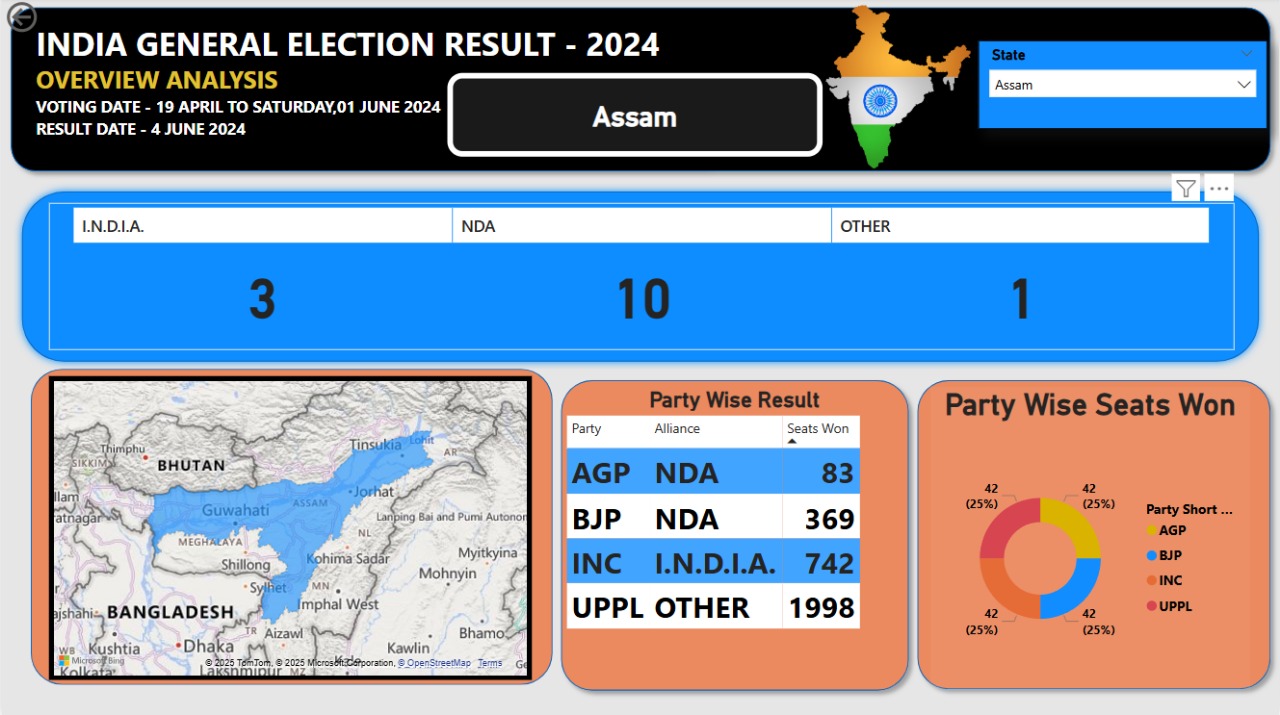 INDIA GENERAL ELECTION RESULT - 2024
OVERVIEW ANALYSIS
VOTING DATE - 19 APRIL TO SATURDAY,01 JUNE 2024
RESULT DATE - 4 JUNE 2024
Assam
State
Assam
I.N.D.I.A. NDA OTHER
3 10 1
Thimphu
SIKKIM
BHUTAN
Tinsukia
Lohit
AR
Jorhat
ASSAM
Guwahati
Lanping Bai and Pumi Autonon
MEGHALAYA
NL
Shillong
Kohima Sadar
Myitkyina
Mohnyin
Sylhet
MN
Imphal West
BANGLADESH
TR
Aizawl
Bhamo
WB
Kushtia
Dhaka
Kawlin
Kolkata
Lakshmipur
MZ
Microsoft Bing
© 2025 TomTom, © 2025 Microsoft Corporation, © OpenStreetMap Terms
Party Wise Result
Party Alliance Seats Won
AGP NDA 83
BJP NDA 369
INC I.N.D.I.A. 742
UPPL OTHER 1998
Party Wise Seats Won
42
(25%)
42
(25%)
42
(25%)
42
(25%)
Party Short ...
AGP
BJP
INC
UPPL